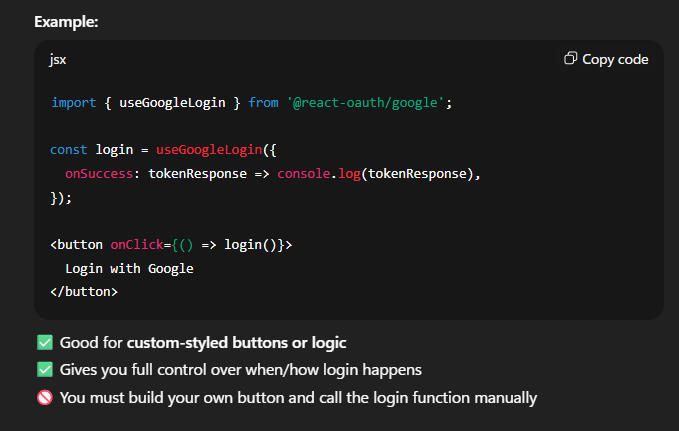 Example:
jsx
Copy code
import { useGoogleLogin } from '@react-oauth/google';
const login = useGoogleLogin({
  onSuccess: tokenResponse => console.log(tokenResponse),
});
<button onClick={() => login()}>
  Login with Google
</button>
✅ Good for custom-styled buttons or logic
✅ Gives you full control over when/how login happens
🚫 You must build your own button and call the login function manually